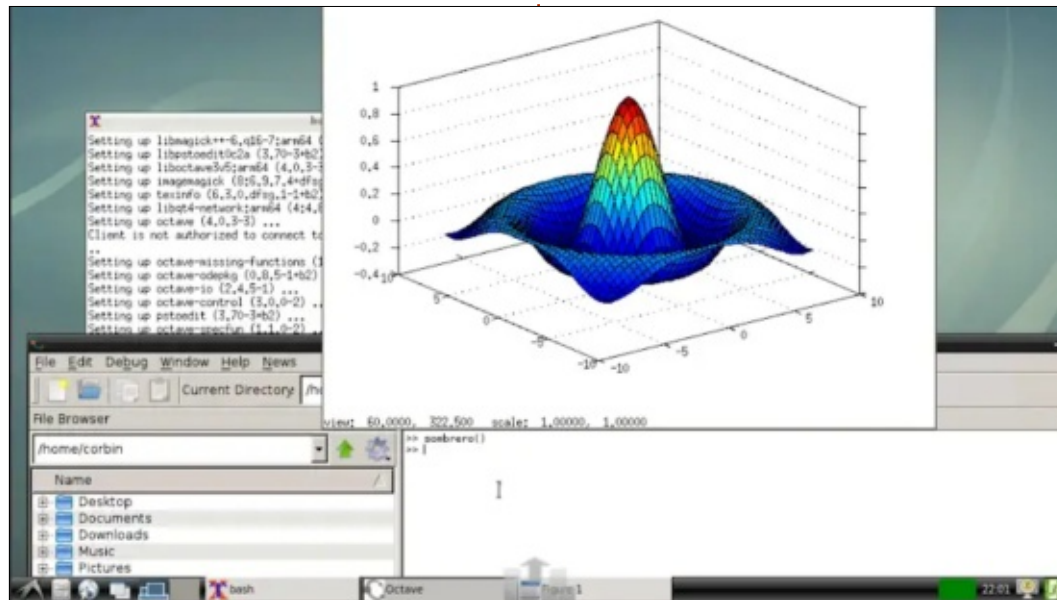 1
0.8
0.6
0.4
0.2
0
-0.2
-0.4
10
5
0
-5
-10
-10
-5
0
5
10
view: 60.0000, 322.500 scale: 1.00000, 1.00000
Setting up libmagick++-6.q16-7:arm64 (
Setting up libpstoedit0c2a (3.70-3+b2)
Setting up liboctave3v5:arm64 (4.0.3-3
Setting up imagemagick (8:6.9.7.4+dfsg
Setting up texinfo (6.3.0.dfsg.1-1+b2)
Setting up libqt4-network:arm64 (4:4.8
Setting up octave (4.0.3-3) ...
Client is not authorized to connect to
..
Setting up octave-missing-functions (1
Setting up octave-odepkg (0.8.5-1+b2)
Setting up octave-io (2.4.5-1) ...
Setting up octave-control (3.0.0-2) ..
Setting up pstoedit (3.70-3+b2) ...
Setting up octave-specfun (1.1.0-2) ..
File Edit Debug Window Help News
Current Directory: /h
File Browser
/home/corbin
Name
Desktop
Documents
Downloads
Music
Pictures
>> sombrero()
>>
bash
Octave
Figure 1
22:01